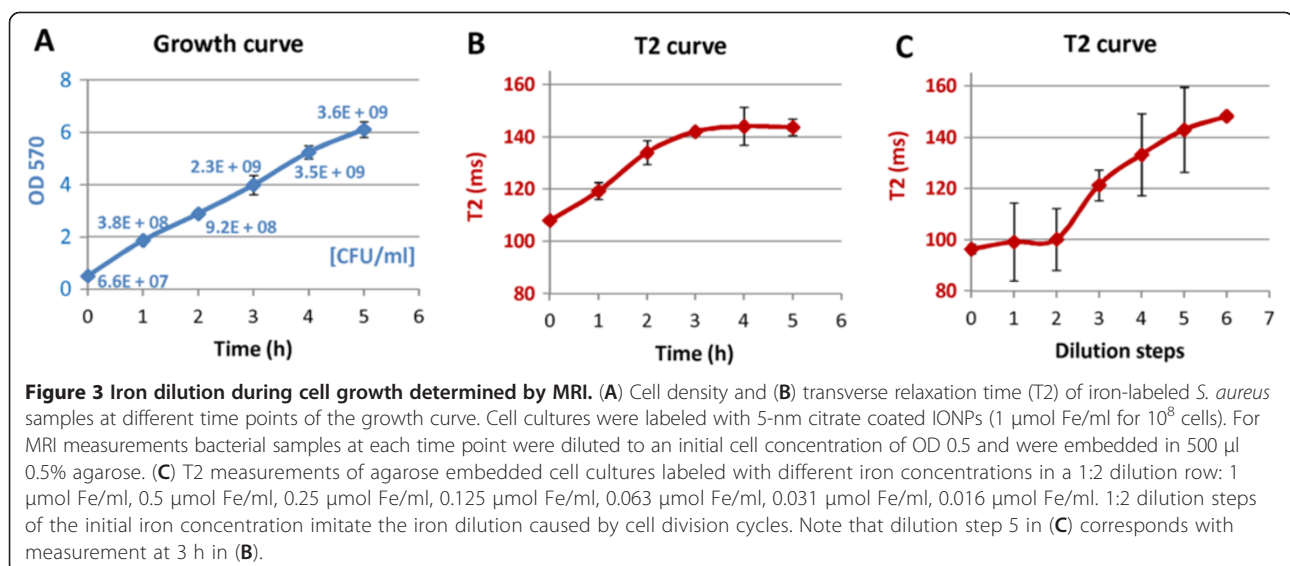 A
Growth curve
8
6
4
2
0
OD 570
6.6E + 07
3.8E + 08
9.2E + 08
2.3E + 09
3.5E + 09
3.6E + 09
[CFU/ml]
0 1 2 3 4 5 6
Time (h)
B
T2 curve
160
140
120
100
80
T2 (ms)
0 1 2 3 4 5 6
Time (h)
C
T2 curve
160
140
120
100
80
T2 (ms)
0 1 2 3 4 5 6 7
Dilution steps
Figure 3 Iron dilution during cell growth determined by MRI. (A) Cell density and (B) transverse relaxation time (T2) of iron-labeled S. aureus
samples at different time points of the growth curve. Cell cultures were labeled with 5-nm citrate coated IONPs (1 μmol Fe/ml for 10⁸ cells). For
MRI measurements bacterial samples at each time point were diluted to an initial cell concentration of OD 0.5 and were embedded in 500 μl
0.5% agarose. (C) T2 measurements of agarose embedded cell cultures labeled with different iron concentrations in a 1:2 dilution row: 1
μmol Fe/ml, 0.5 μmol Fe/ml, 0.25 μmol Fe/ml, 0.125 μmol Fe/ml, 0.063 μmol Fe/ml, 0.031 μmol Fe/ml, 0.016 μmol Fe/ml. 1:2 dilution steps
of the initial iron concentration imitate the iron dilution caused by cell division cycles. Note that dilution step 5 in (C) corresponds with
measurement at 3 h in (B).